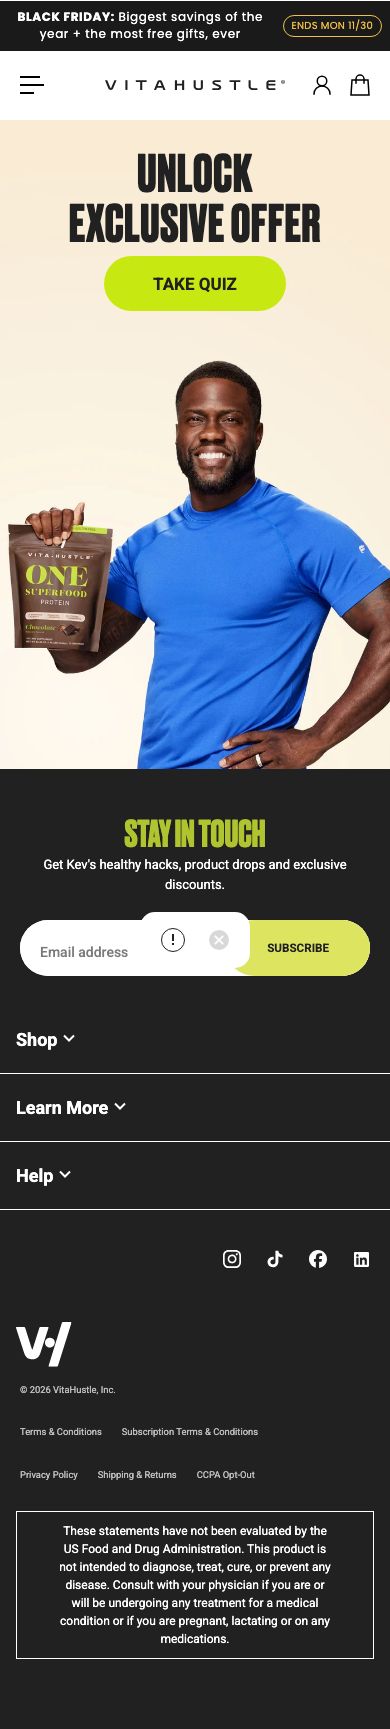 BLACK FRIDAY: Biggest savings of the
year + the most free gifts, ever
ENDS MON 11/30
VITAHUSTLE®
UNLOCK
EXCLUSIVE OFFER
TAKE QUIZ
VITA•HUSTLE
ONE
SUPERFOOD
PROTEIN
Chocolate
STAY IN TOUCH
Get Kev's healthy hacks, product drops and exclusive
discounts.
Email address
SUBSCRIBE
Shop
Learn More
Help
© 2026 VitaHustle, Inc.
Terms & Conditions Subscription Terms & Conditions
Privacy Policy Shipping & Returns CCPA Opt-Out
These statements have not been evaluated by the
US Food and Drug Administration. This product is
not intended to diagnose, treat, cure, or prevent any
disease. Consult with your physician if you are or
will be undergoing any treatment for a medical
condition or if you are pregnant, lactating or on any
medications.